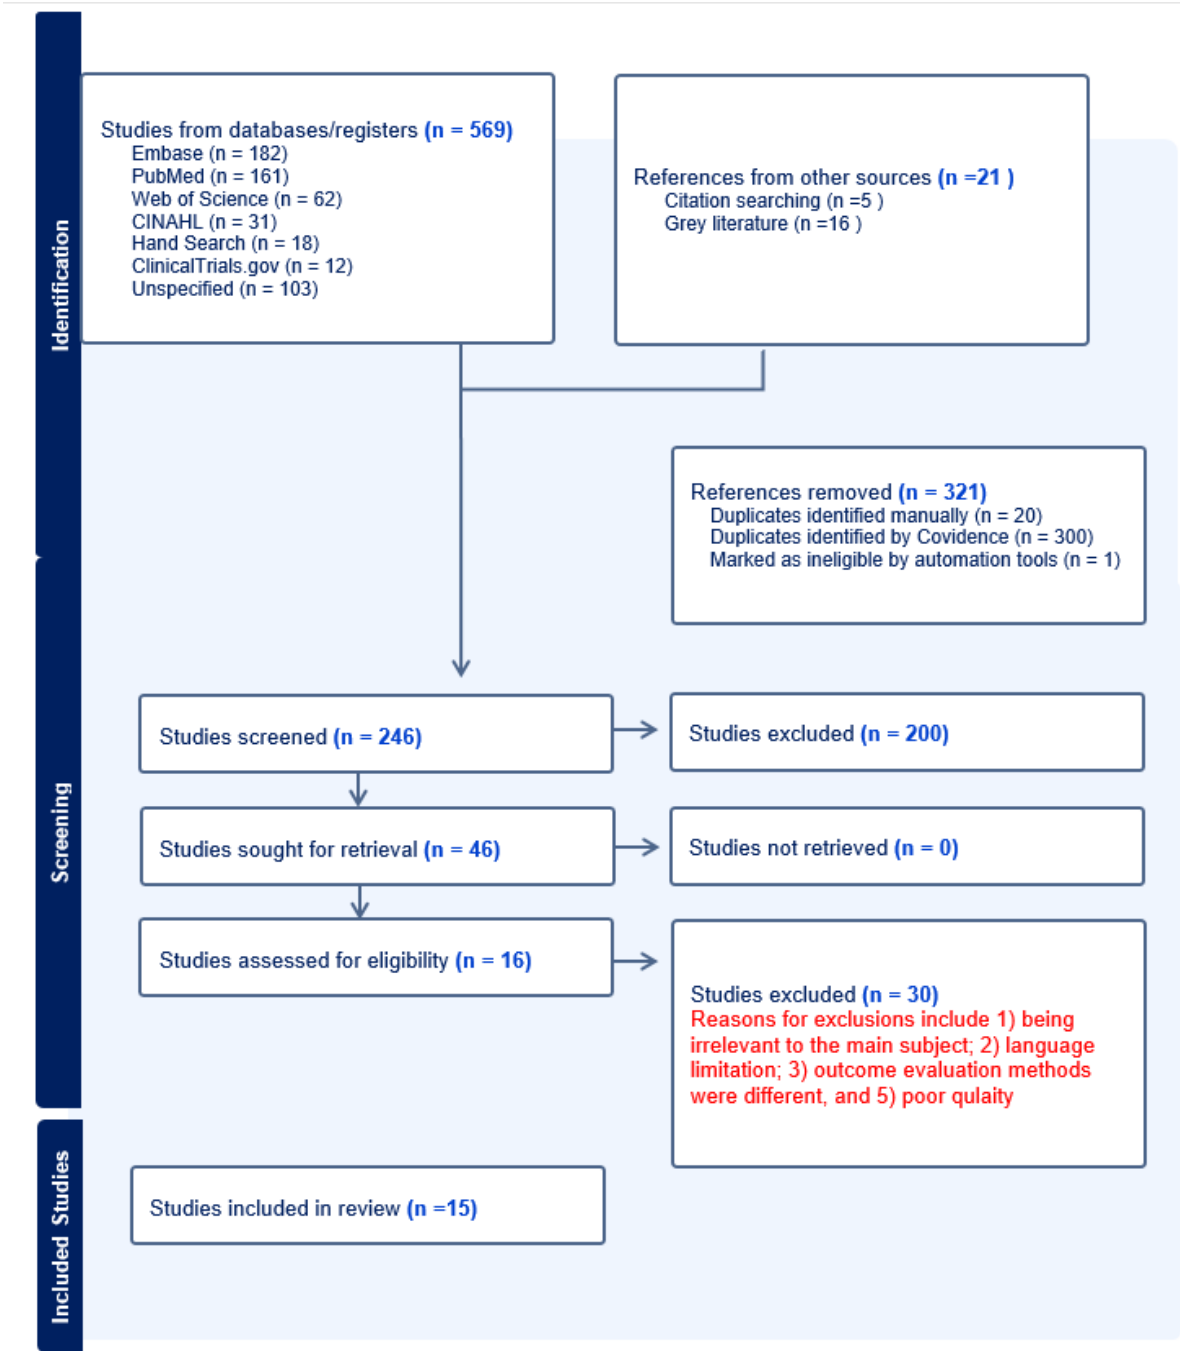 Identification
Studies from databases/registers (n = 569)
Embase (n = 182)
PubMed (n = 161)
Web of Science (n = 62)
CINAHL (n = 31)
Hand Search (n = 18)
ClinicalTrials.gov (n = 12)
Unspecified (n = 103)
References from other sources (n =21 )
Citation searching (n =5 )
Grey literature (n =16 )
References removed (n = 321)
Duplicates identified manually (n = 20)
Duplicates identified by Covidence (n = 300)
Marked as ineligible by automation tools (n = 1)
Screening
Studies screened (n = 246)
Studies excluded (n = 200)
Studies sought for retrieval (n = 46)
Studies not retrieved (n = 0)
Studies assessed for eligibility (n = 16)
Studies excluded (n = 30)
Reasons for exclusions include 1) being
irrelevant to the main subject; 2) language
limitation; 3) outcome evaluation methods
were different, and 5) poor qulaity
Included Studies
Studies included in review (n =15)